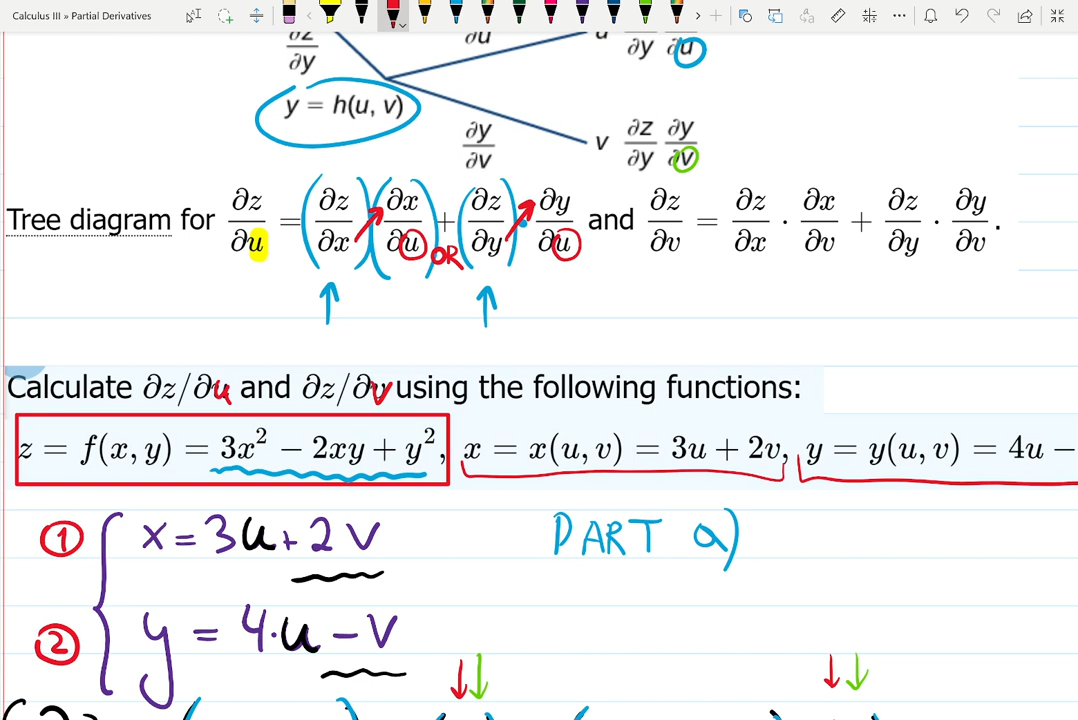 Calculus III » Partial Derivatives
∂z/∂y ∂u u ∂y ∂u
y = h(u, v)
∂y/∂v v ∂z/∂y ∂y/∂v
Tree diagram for ∂z/∂u = (∂z/∂x)(∂x/∂u) + (∂z/∂y) ∂y/∂u and ∂z/∂v = ∂z/∂x · ∂x/∂v + ∂z/∂y · ∂y/∂v.
OR
Calculate ∂z/∂u and ∂z/∂v using the following functions:
z = f(x, y) = 3x² − 2xy + y², x = x(u, v) = 3u + 2v, y = y(u, v) = 4u −
① x = 3u + 2v PART a)
② y = 4·u − v